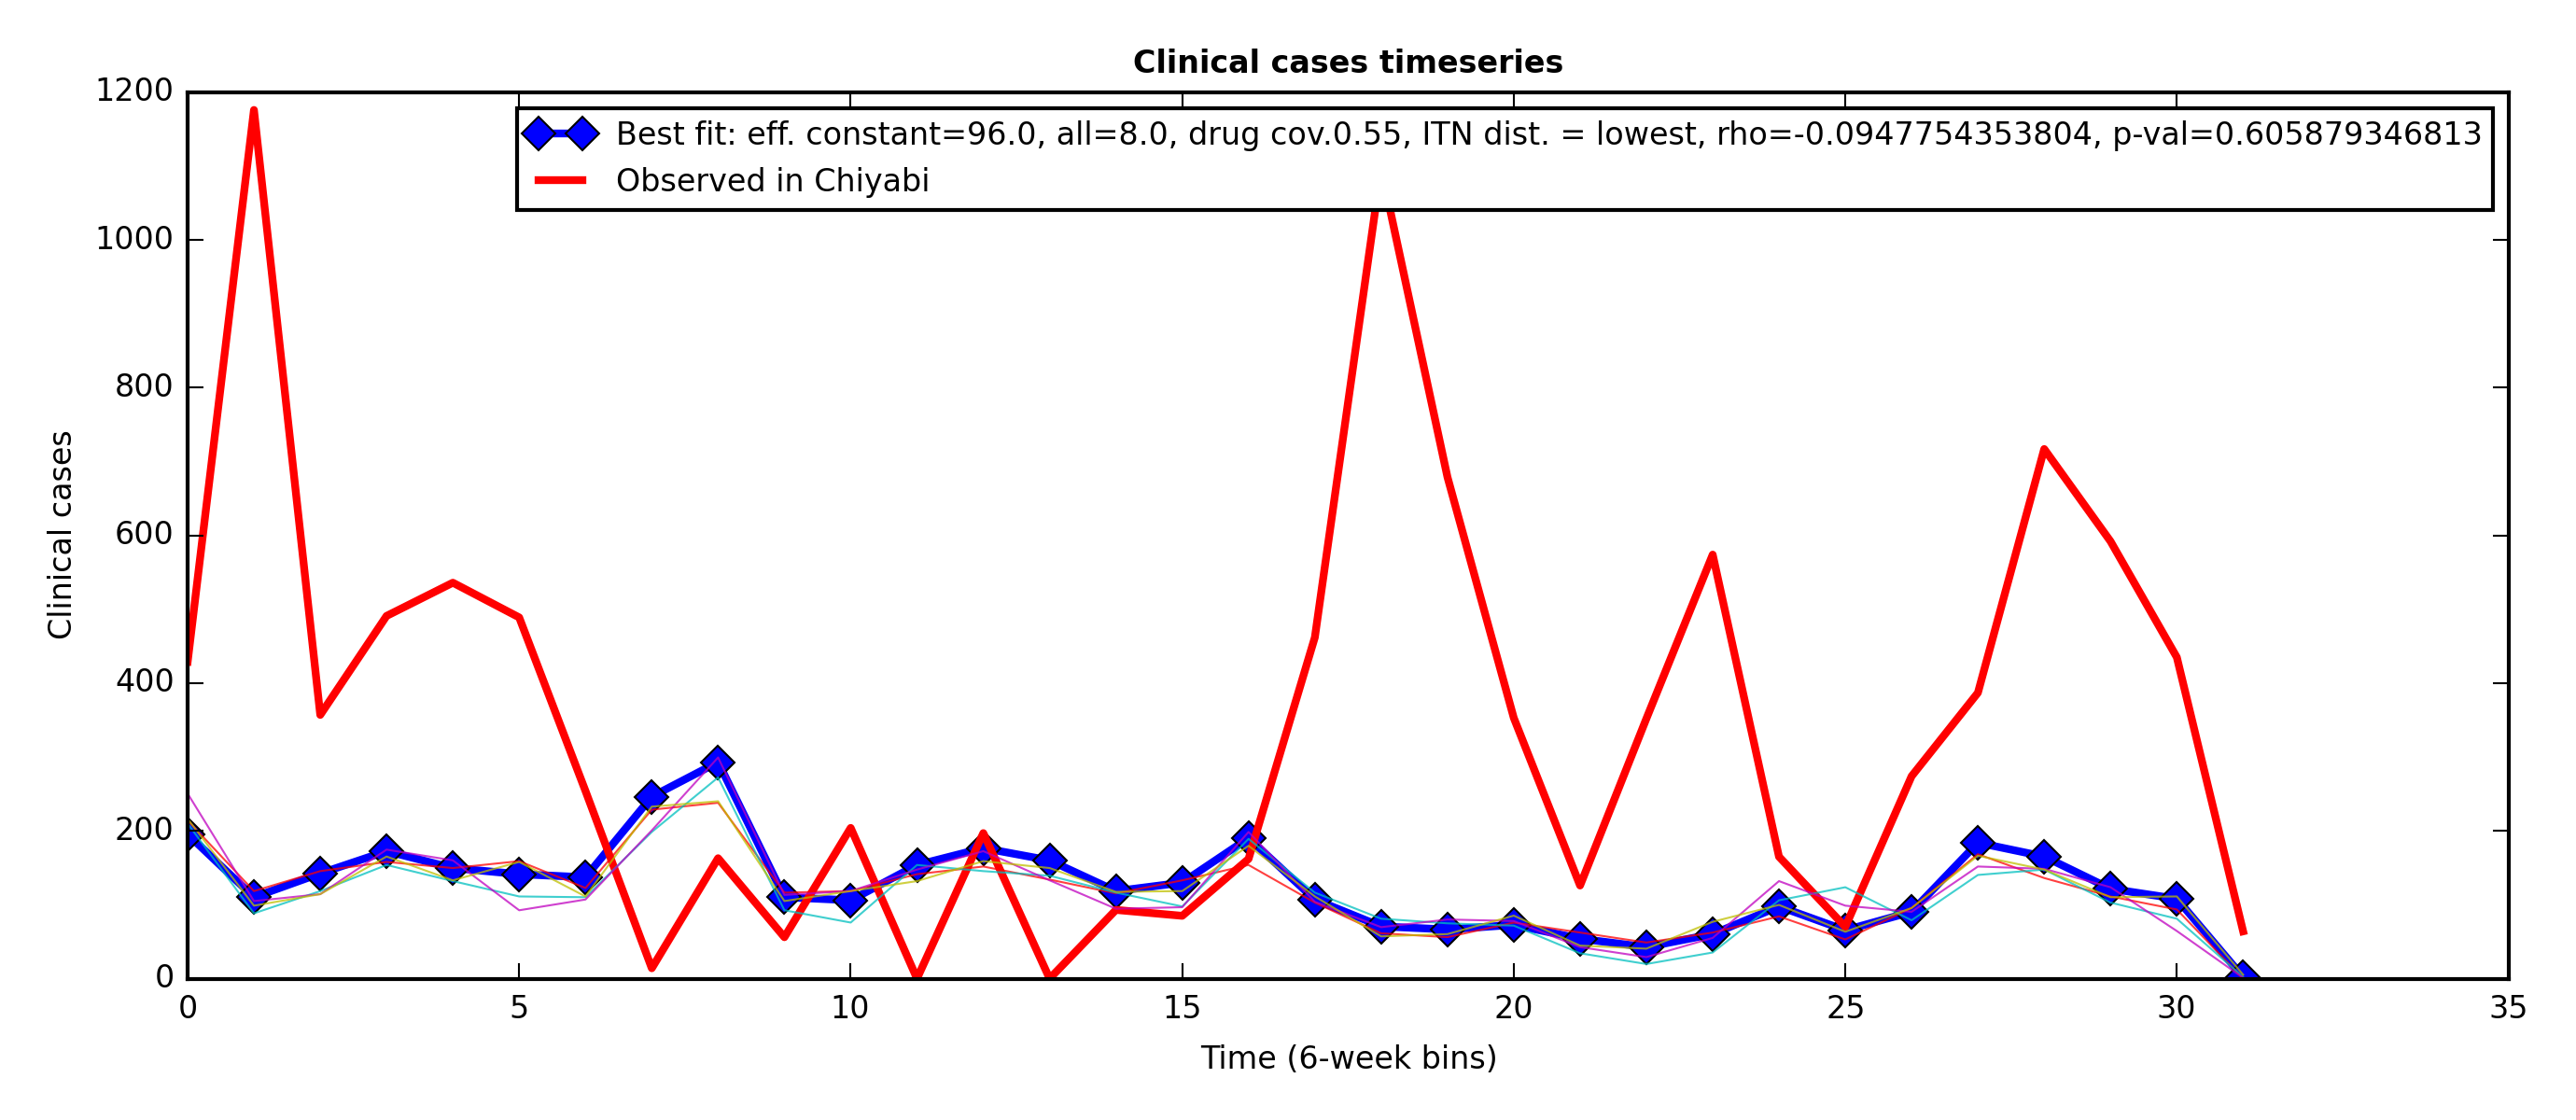 Clinical cases timeseries
1200
1000
800
600
400
200
0
Clinical cases
Best fit: eff. constant=96.0, all=8.0, drug cov.0.55, ITN dist. = lowest, rho=-0.0947754353804, p-val=0.605879346813
Observed in Chiyabi
0 5 10 15 20 25 30 35
Time (6-week bins)